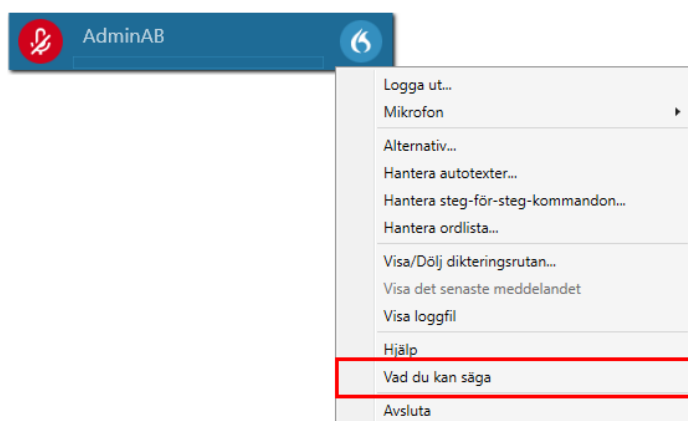 AdminAB
Logga ut...
Mikrofon
Alternativ...
Hantera autotexter...
Hantera steg-för-steg-kommandon...
Hantera ordlista...
Visa/Dölj dikteringsrutan...
Visa det senaste meddelandet
Visa loggfil
Hjälp
Vad du kan säga
Avsluta